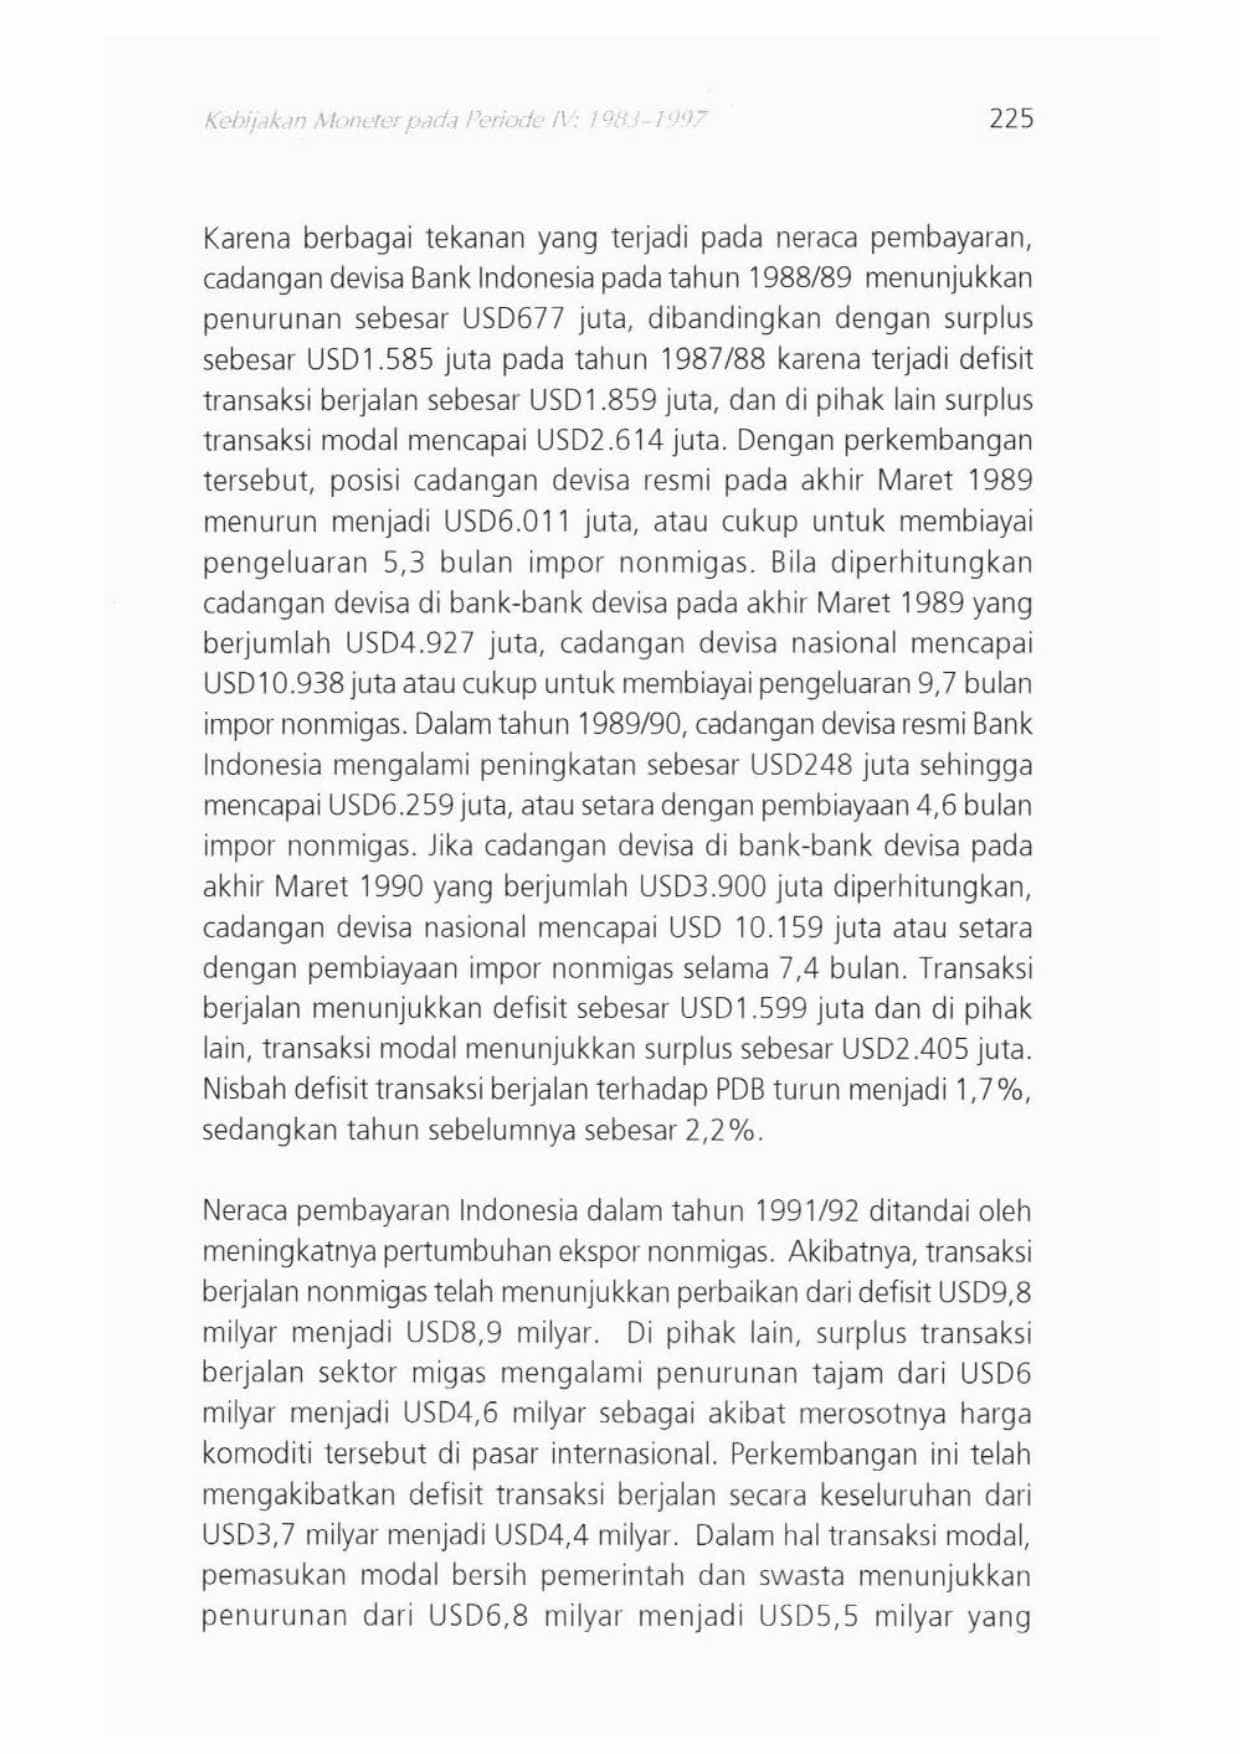 Kebijakan Moneter pada Periode IV: 1983-1997
225
Karena berbagai tekanan yang terjadi pada neraca pembayaran,
cadangan devisa Bank Indonesia pada tahun 1988/89 menunjukkan
penurunan sebesar USD677 juta, dibandingkan dengan surplus
sebesar USD1.585 juta pada tahun 1987/88 karena terjadi defisit
transaksi berjalan sebesar USD1.859 juta, dan di pihak lain surplus
transaksi modal mencapai USD2.614 juta. Dengan perkembangan
tersebut, posisi cadangan devisa resmi pada akhir Maret 1989
menurun menjadi USD6.011 juta, atau cukup untuk membiayai
pengeluaran 5,3 bulan impor nonmigas. Bila diperhitungkan
cadangan devisa di bank-bank devisa pada akhir Maret 1989 yang
berjumlah USD4.927 juta, cadangan devisa nasional mencapai
USD10.938 juta atau cukup untuk membiayai pengeluaran 9,7 bulan
impor nonmigas. Dalam tahun 1989/90, cadangan devisa resmi Bank
Indonesia mengalami peningkatan sebesar USD248 juta sehingga
mencapai USD6.259 juta, atau setara dengan pembiayaan 4,6 bulan
impor nonmigas. Jika cadangan devisa di bank-bank devisa pada
akhir Maret 1990 yang berjumlah USD3.900 juta diperhitungkan,
cadangan devisa nasional mencapai USD 10.159 juta atau setara
dengan pembiayaan impor nonmigas selama 7,4 bulan. Transaksi
berjalan menunjukkan defisit sebesar USD1.599 juta dan di pihak
lain, transaksi modal menunjukkan surplus sebesar USD2.405 juta.
Nisbah defisit transaksi berjalan terhadap PDB turun menjadi 1,7%,
sedangkan tahun sebelumnya sebesar 2,2%.
Neraca pembayaran Indonesia dalam tahun 1991/92 ditandai oleh
meningkatnya pertumbuhan ekspor nonmigas. Akibatnya, transaksi
berjalan nonmigas telah menunjukkan perbaikan dari defisit USD9,8
milyar menjadi USD8,9 milyar. Di pihak lain, surplus transaksi
berjalan sektor migas mengalami penurunan tajam dari USD6
milyar menjadi USD4,6 milyar sebagai akibat merosotnya harga
komoditi tersebut di pasar internasional. Perkembangan ini telah
mengakibatkan defisit transaksi berjalan secara keseluruhan dari
USD3,7 milyar menjadi USD4,4 milyar. Dalam hal transaksi modal,
pemasukan modal bersih pemerintah dan swasta menunjukkan
penurunan dari USD6,8 milyar menjadi USD5,5 milyar yang